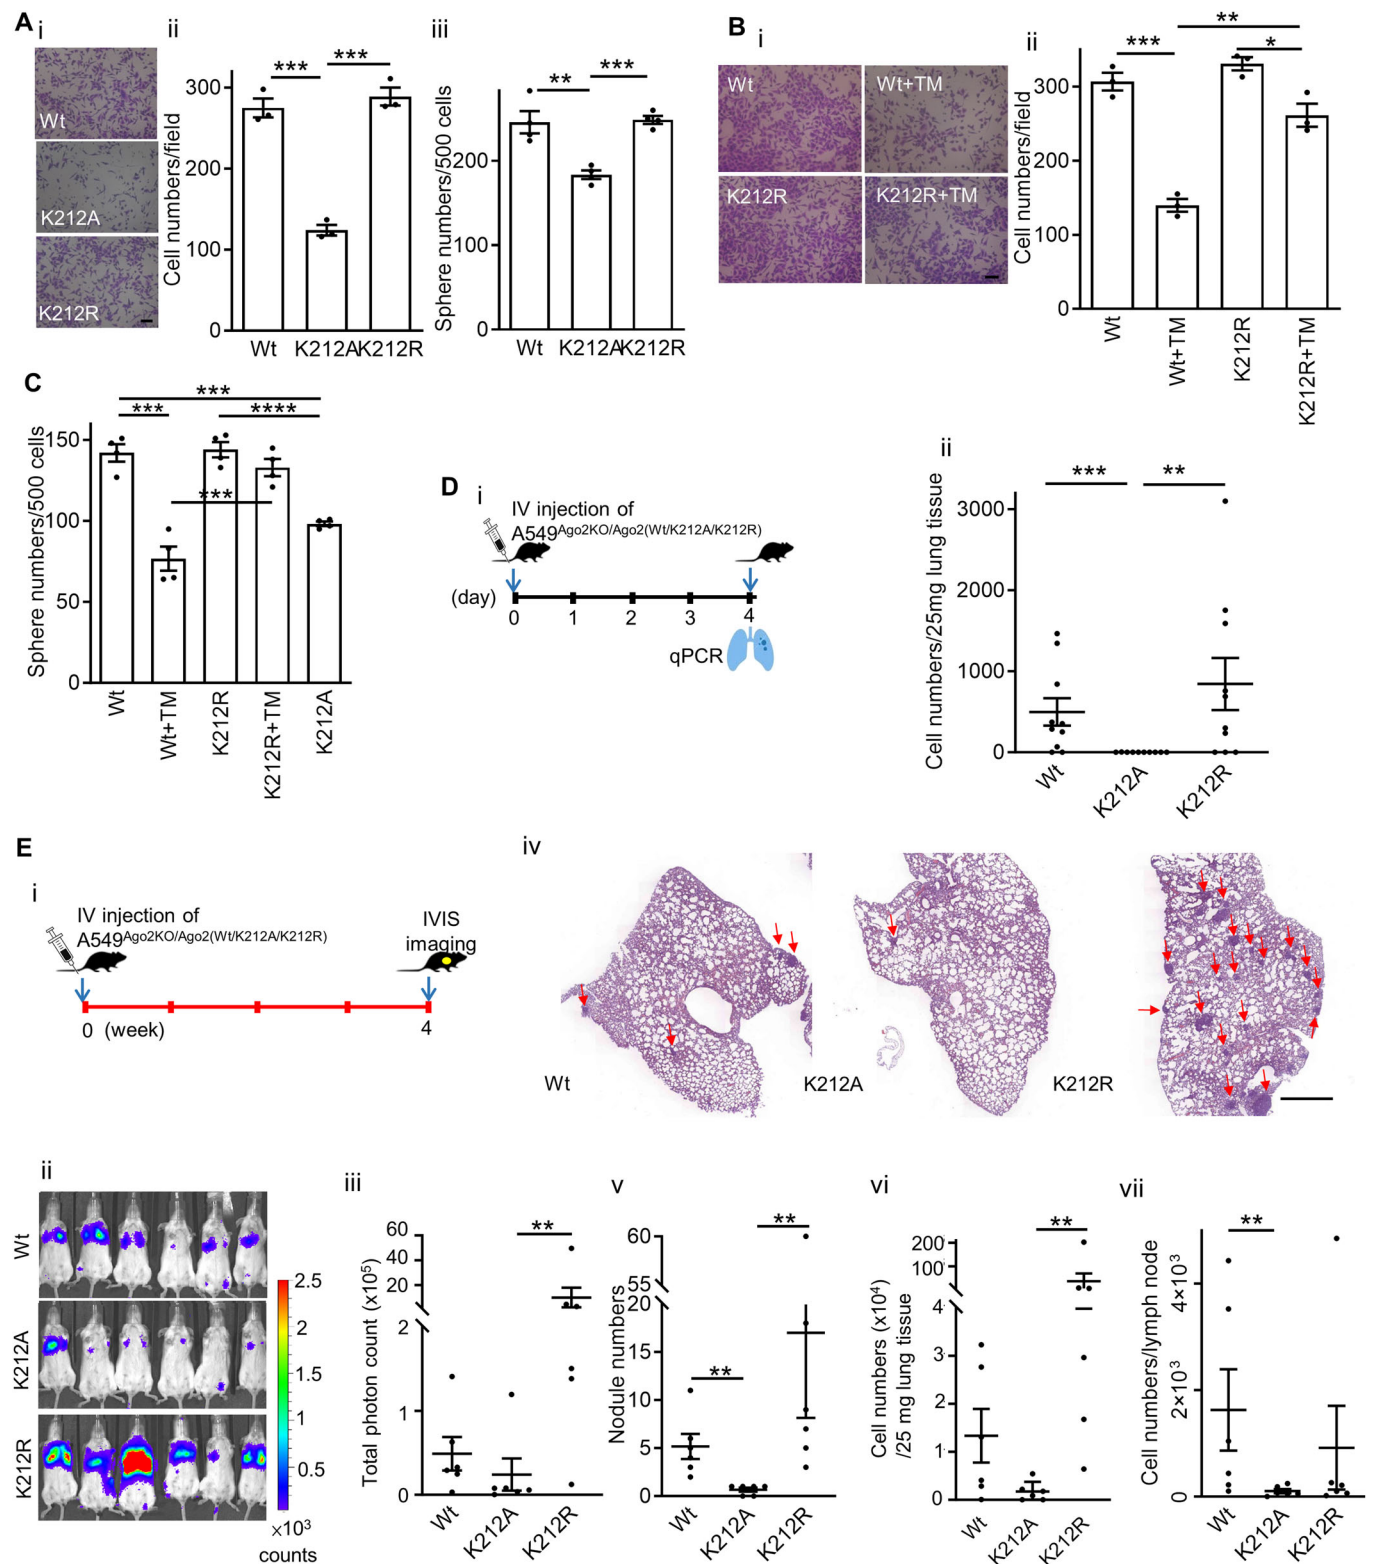 A
i
Wt
K212A
K212R
ii
*** ***
Cell numbers/field
300
200
100
0
Wt K212A K212R
iii
** ***
Sphere numbers/500 cells
200
100
0
Wt K212A K212R
B
i
Wt
Wt+TM
K212R
K212R+TM
ii
**
*** *
Cell numbers/field
300
200
100
0
Wt
Wt+TM
K212R
K212R+TM
C
***
*** ****
***
Sphere numbers/500 cells
150
100
50
0
Wt
Wt+TM
K212R
K212R+TM
K212A
D
i
IV injection of
A549Ago2KO/Ago2(Wt/K212A/K212R)
(day)
0 1 2 3 4
qPCR
ii
*** **
Cell numbers/25mg lung tissue
3000
2000
1000
0
Wt
K212A
K212R
E
i
IV injection of
A549Ago2KO/Ago2(Wt/K212A/K212R)
IVIS
imaging
0 (week) 4
iv
Wt
K212A
K212R
ii
Wt
K212A
K212R
2.5
2
1.5
1
0.5
×10³
counts
iii
**
Total photon count (x10⁵)
60
40
20
2
1
0
Wt
K212A
K212R
v
**
**
Nodule numbers
60
55
20
15
10
5
0
Wt
K212A
K212R
vi
**
Cell numbers (×10⁴)
/25 mg lung tissue
200
100
4
3
2
1
0
Wt
K212A
K212R
vii
**
Cell numbers/lymph node
4×10³
2×10³
0
Wt
K212A
K212R